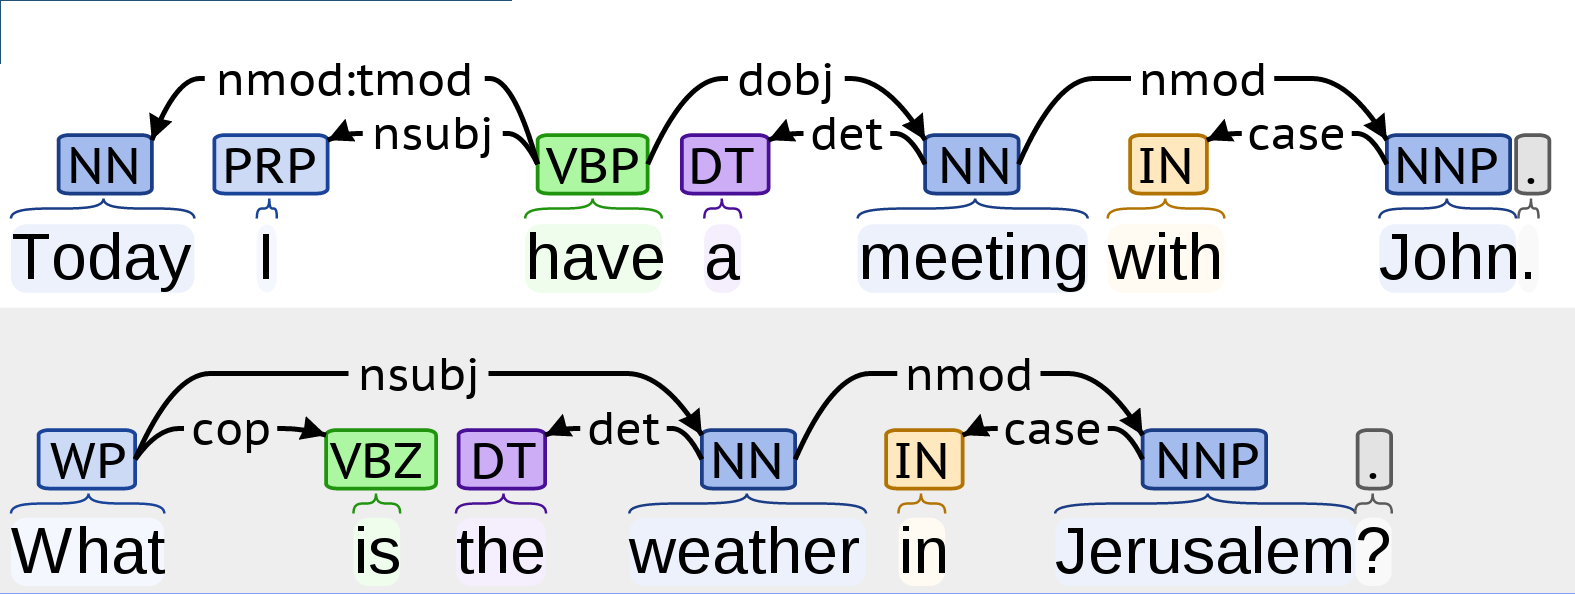 nmod:tmod dobj nmod
nsubj det case
NN PRP VBP DT NN IN NNP .
Today I have a meeting with John.
nsubj nmod
cop det case
WP VBZ DT NN IN NNP .
What is the weather in Jerusalem?